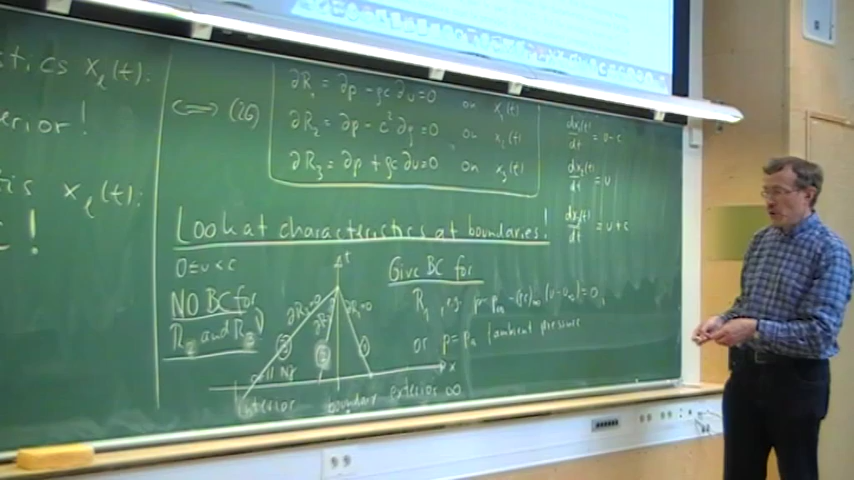 stics x_ℓ(t).
erior!
tis x_ℓ(t):
!
⟺ (26)
∂R₁ = ∂p − ρc ∂u = 0 on x₁(t)
∂R₂ = ∂p − c² ∂ρ = 0 on x₂(t)
∂R₃ = ∂p + ρc ∂u = 0 on x₃(t)
dx₁(t)/dt = u − c
dx₂(t)/dt = u
dx₃(t)/dt = u + c
Look at characteristics at boundaries!
0 ≤ u < c
NO BC for
R₂ and R₃)
t
∂R₃=0
∂R₂
∂R₁=0
③
②
①
x
Interior boundary exterior ∞
Give BC for
R₁, e.g. p − p∞ − (ρc)∞ (u − u∞) = 0,
or p = pₐ (ambient pressure